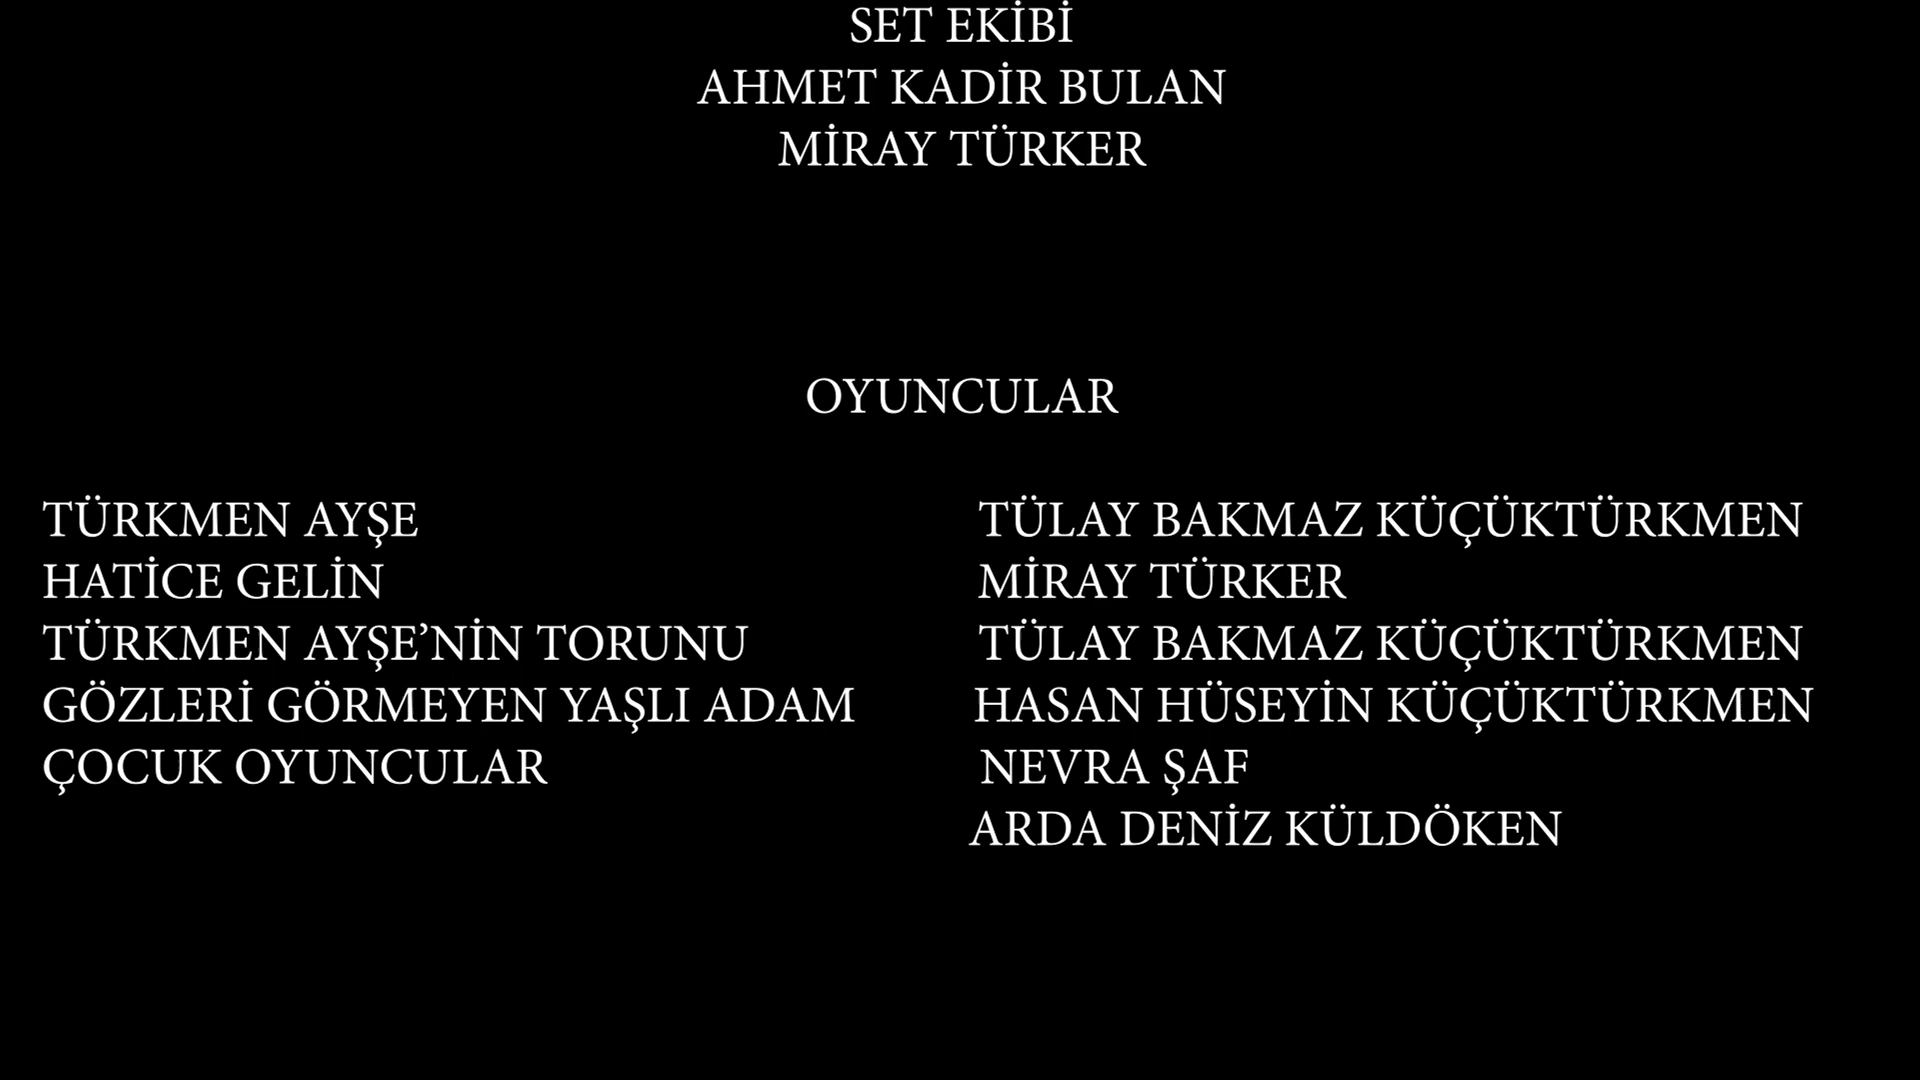 SET EKİBİ
AHMET KADİR BULAN
MİRAY TÜRKER
OYUNCULAR
TÜRKMEN AYŞE TÜLAY BAKMAZ KÜÇÜKTÜRKMEN
HATİCE GELİN MİRAY TÜRKER
TÜRKMEN AYŞE’NİN TORUNU TÜLAY BAKMAZ KÜÇÜKTÜRKMEN
GÖZLERİ GÖRMEYEN YAŞLI ADAM HASAN HÜSEYİN KÜÇÜKTÜRKMEN
ÇOCUK OYUNCULAR NEVRA ŞAF
ARDA DENİZ KÜLDÖKEN